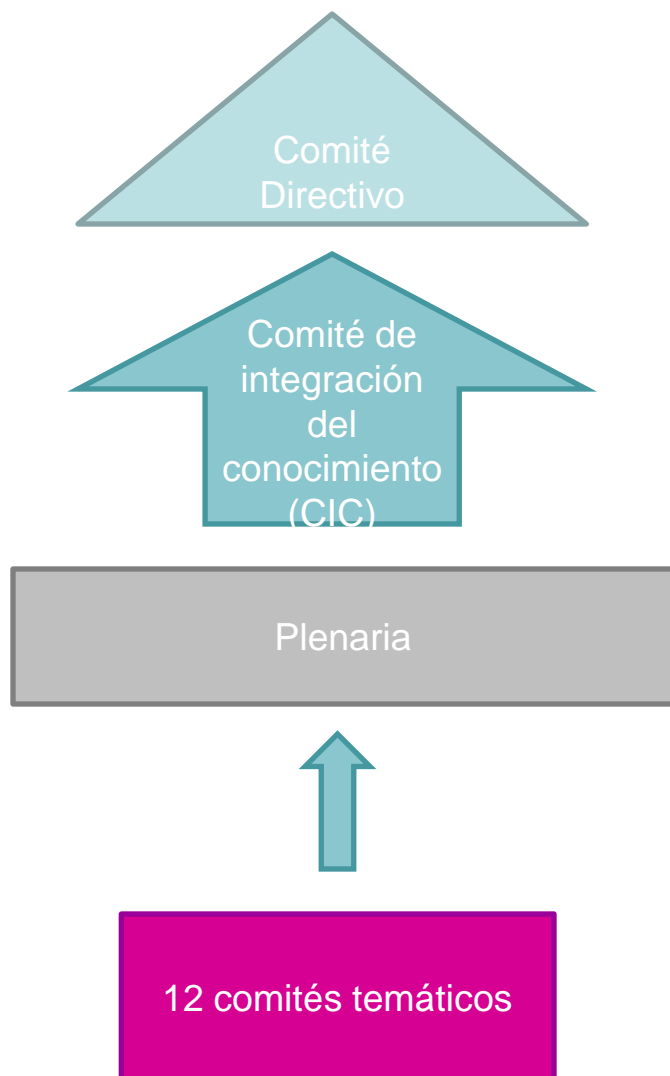 Comité
Directivo
Comité de
integración
del
conocimiento
(CIC)
Plenaria
12 comités temáticos